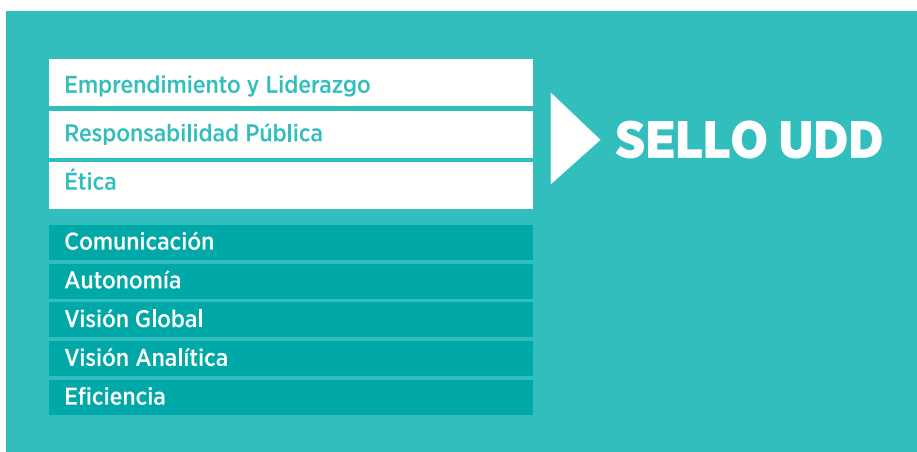 Emprendimiento y Liderazgo
Responsabilidad Pública
Ética
SELLO UDD
Comunicación
Autonomía
Visión Global
Visión Analítica
Eficiencia